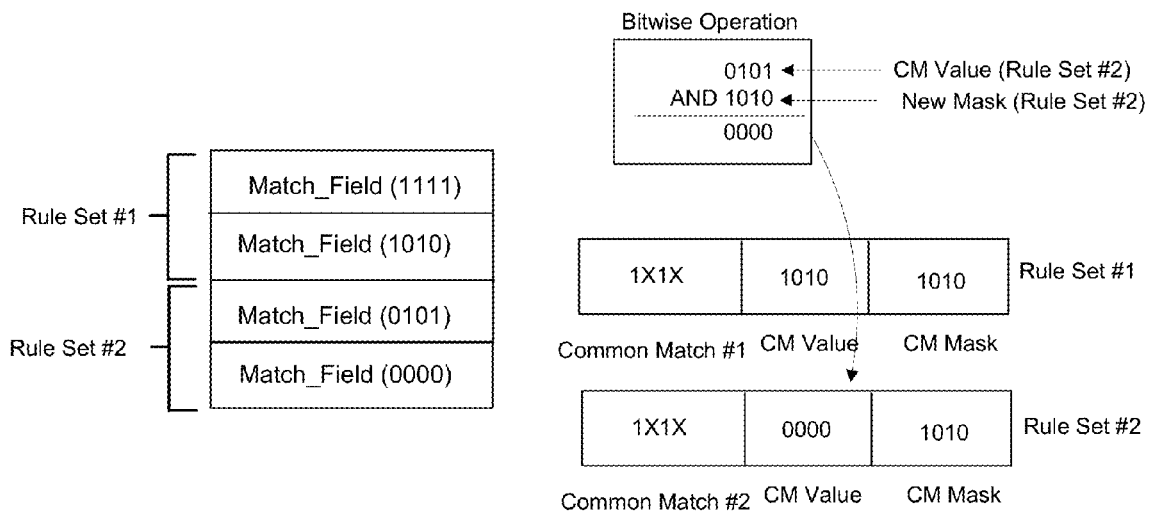 Bitwise Operation
0101
CM Value (Rule Set #2)
AND 1010
New Mask (Rule Set #2)
0000
Rule Set #1
Match_Field (1111)
Match_Field (1010)
Rule Set #2
Match_Field (0101)
Match_Field (0000)
1X1X
1010
1010
Rule Set #1
Common Match #1
CM Value
CM Mask
1X1X
0000
1010
Rule Set #2
Common Match #2
CM Value
CM Mask